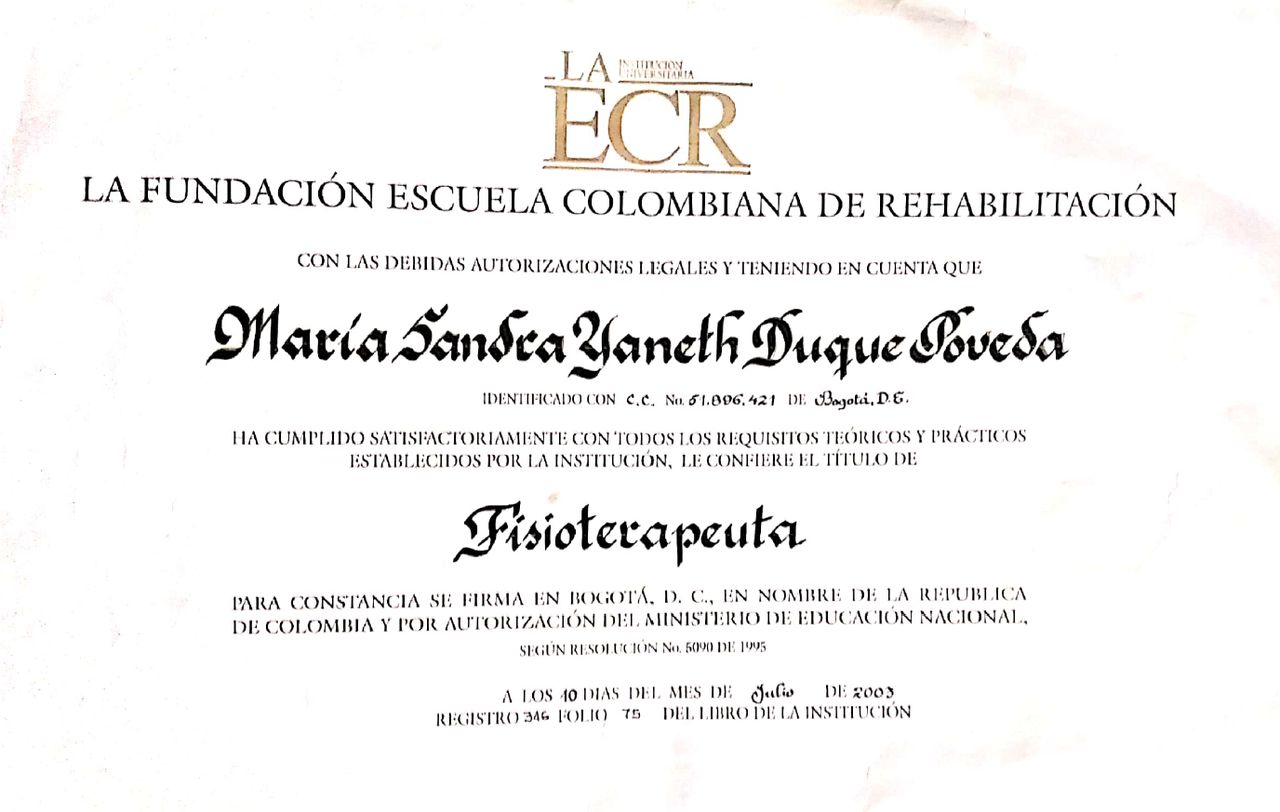 LA INSTITUCIÓN
UNIVERSITARIA
ECR
LA FUNDACIÓN ESCUELA COLOMBIANA DE REHABILITACIÓN
CON LAS DEBIDAS AUTORIZACIONES LEGALES Y TENIENDO EN CUENTA QUE
María Sandra Yaneth Duque Poveda
IDENTIFICADO CON C.C. No. 51.896.421 DE Bogotá, D.E.
HA CUMPLIDO SATISFACTORIAMENTE CON TODOS LOS REQUISITOS TEÓRICOS Y PRÁCTICOS
ESTABLECIDOS POR LA INSTITUCIÓN, LE CONFIERE EL TÍTULO DE
Fisioterapeuta
PARA CONSTANCIA SE FIRMA EN BOGOTÁ, D. C., EN NOMBRE DE LA REPUBLICA
DE COLOMBIA Y POR AUTORIZACIÓN DEL MINISTERIO DE EDUCACIÓN NACIONAL,
SEGÚN RESOLUCIÓN No. 5090 DE 1995
A LOS 10 DIAS DEL MES DE Julio DE 2003
REGISTRO 346 FOLIO 75 DEL LIBRO DE LA INSTITUCIÓN